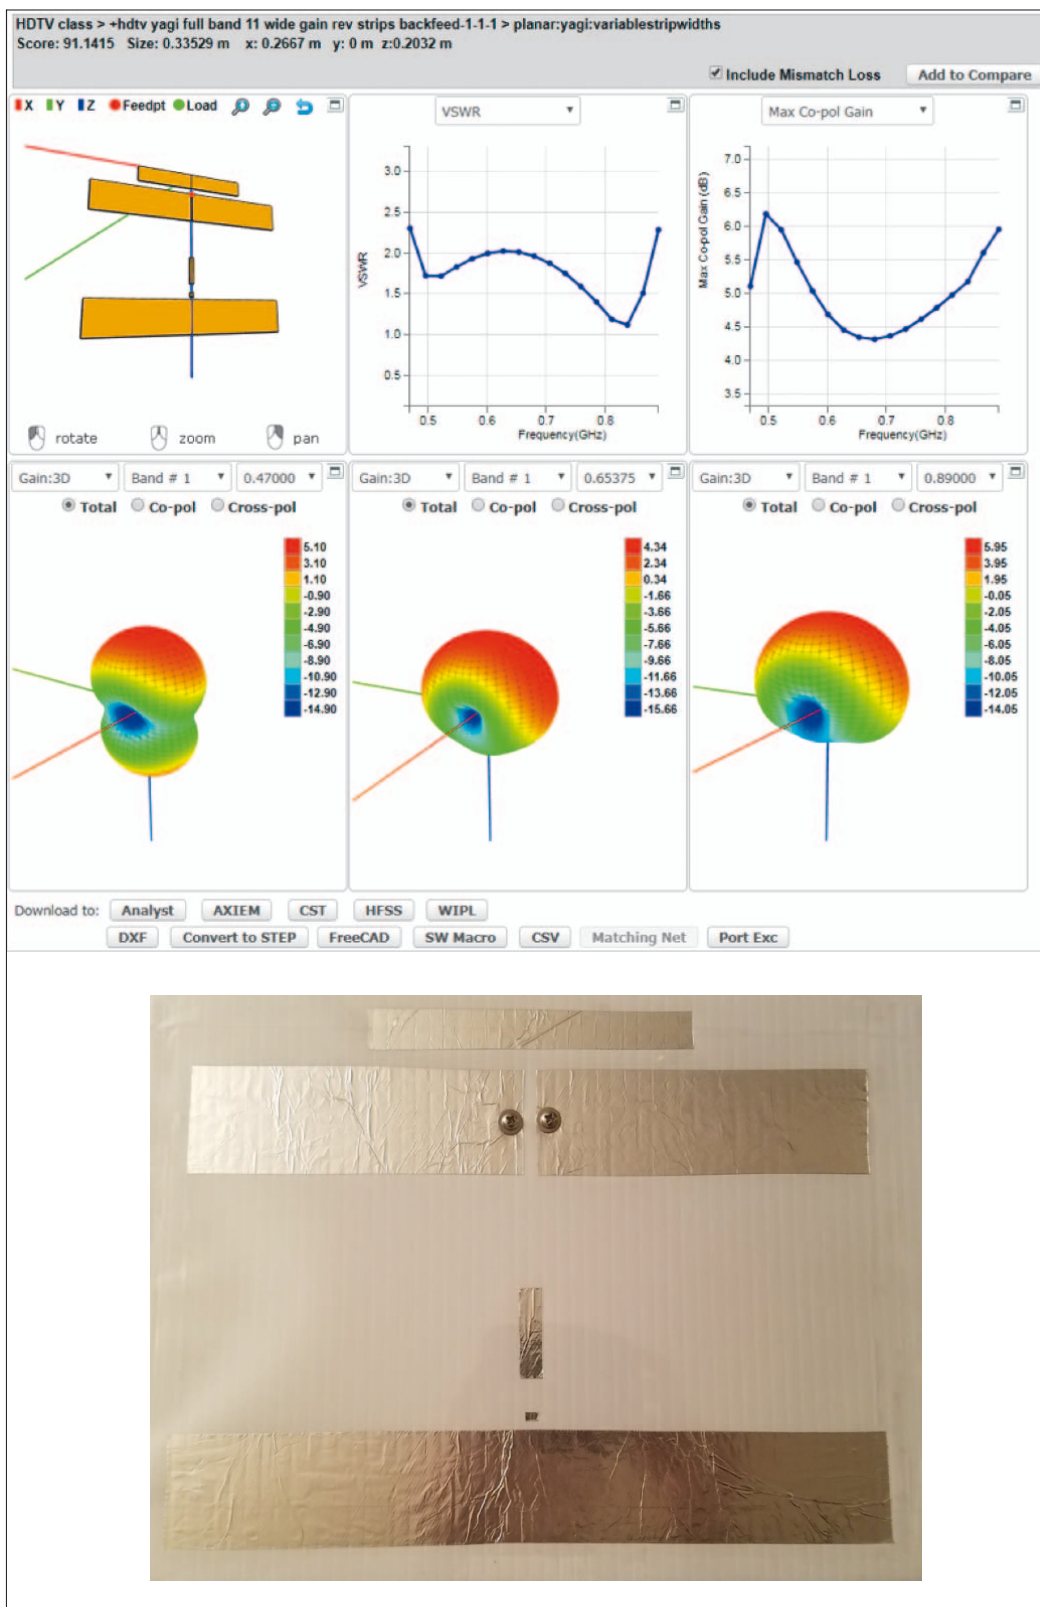 HDTV class > +hdtv yagi full band 11 wide gain rev strips backfeed-1-1-1 > planar:yagi:variablestripwidths
Score: 91.1415 Size: 0.33529 m x: 0.2667 m y: 0 m z:0.2032 m
Include Mismatch Loss Add to Compare
X Y Z Feedpt Load
rotate zoom pan
VSWR
3.0
2.5
2.0
1.5
1.0
0.5
VSWR
0.5 0.6 0.7 0.8
Frequency(GHz)
Max Co-pol Gain
7.0
6.5
6.0
5.5
5.0
4.5
4.0
3.5
Max Co-pol Gain (dB)
0.5 0.6 0.7 0.8
Frequency(GHz)
Gain:3D Band # 1 0.47000
Total Co-pol Cross-pol
5.10
3.10
1.10
-0.90
-2.90
-4.90
-6.90
-8.90
-10.90
-12.90
-14.90
Gain:3D Band # 1 0.65375
Total Co-pol Cross-pol
4.34
2.34
0.34
-1.66
-3.66
-5.66
-7.66
-9.66
-11.66
-13.66
-15.66
Gain:3D Band # 1 0.89000
Total Co-pol Cross-pol
5.95
3.95
1.95
-0.05
-2.05
-4.05
-6.05
-8.05
-10.05
-12.05
-14.05
Download to: Analyst AXIEM CST HFSS WIPL
DXF Convert to STEP FreeCAD SW Macro CSV Matching Net Port Exc